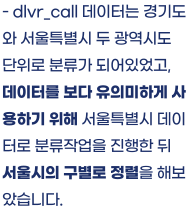 - dlvr_call 데이터는 경기도
와 서울특별시 두 광역시도
단위로 분류가 되어있었고,
데이터를 보다 유의미하게 사
용하기 위해 서울특별시 데이
터로 분류작업을 진행한 뒤
서울시의 구별로 정렬을 해보
았습니다.